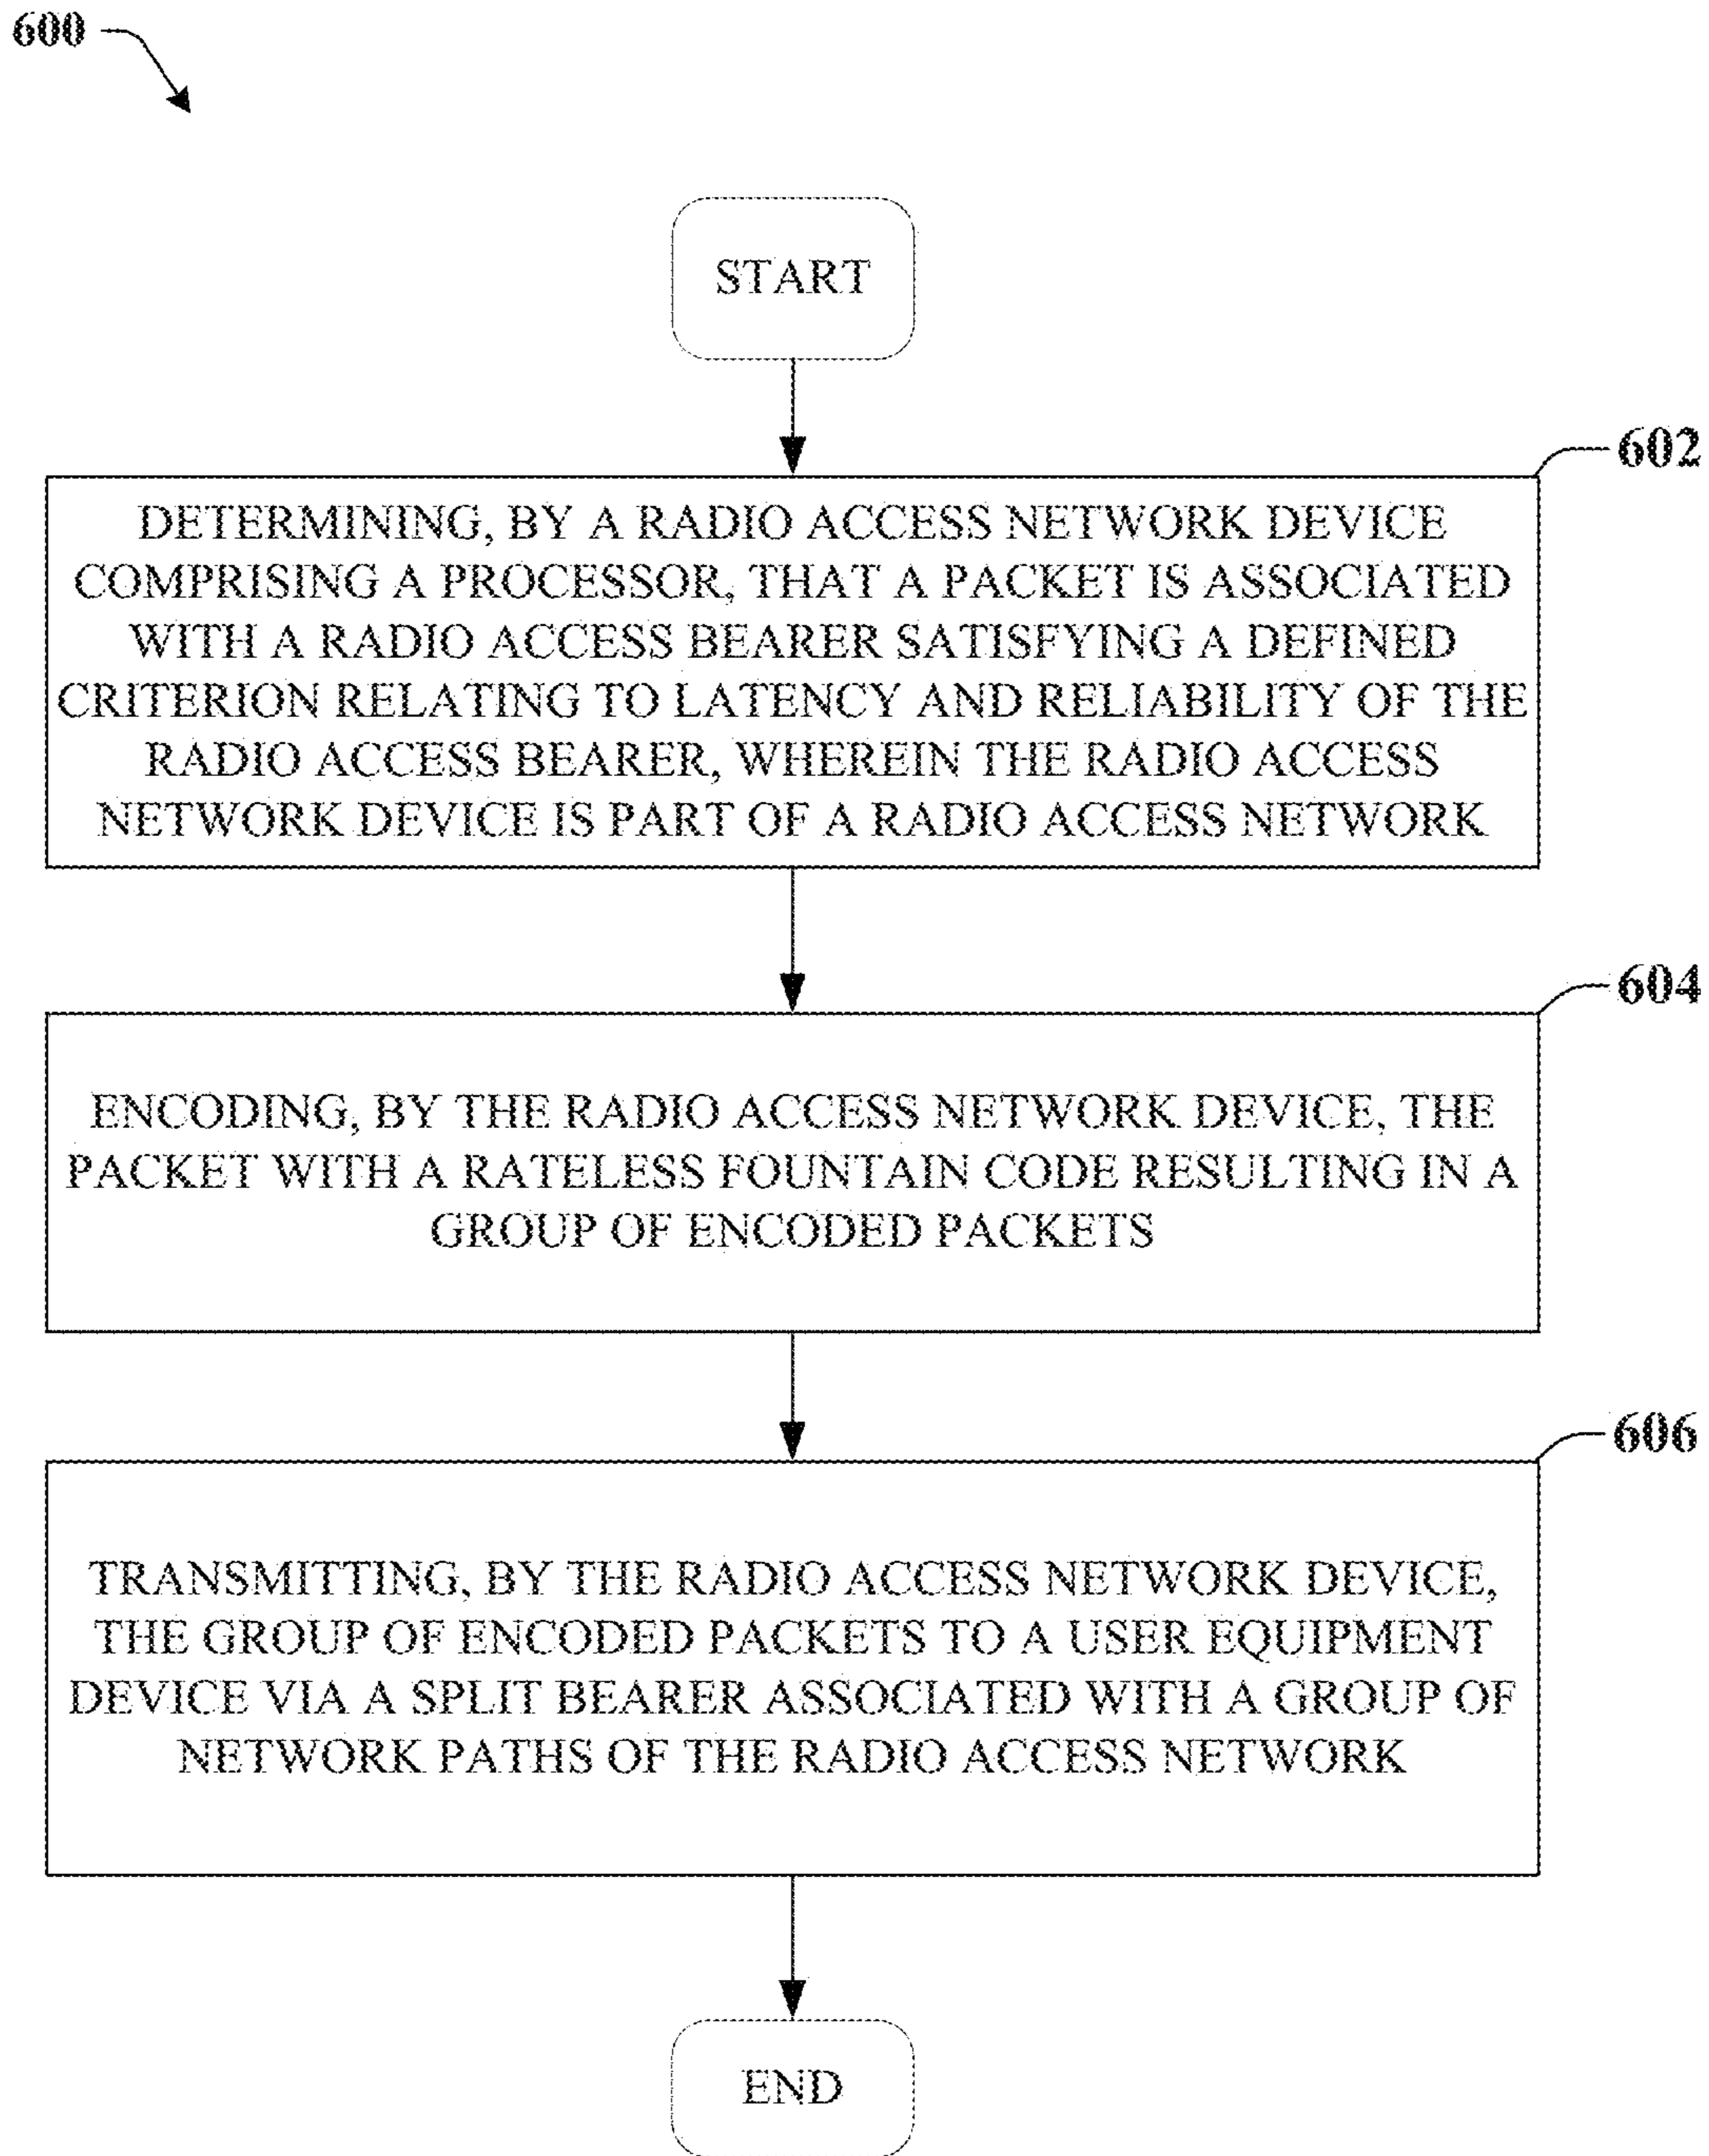 600
START
602
DETERMINING, BY A RADIO ACCESS NETWORK DEVICE
COMPRISING A PROCESSOR, THAT A PACKET IS ASSOCIATED
WITH A RADIO ACCESS BEARER SATISFYING A DEFINED
CRITERION RELATING TO LATENCY AND RELIABILITY OF THE
RADIO ACCESS BEARER, WHEREIN THE RADIO ACCESS
NETWORK DEVICE IS PART OF A RADIO ACCESS NETWORK
604
ENCODING, BY THE RADIO ACCESS NETWORK DEVICE, THE
PACKET WITH A RATELESS FOUNTAIN CODE RESULTING IN A
GROUP OF ENCODED PACKETS
606
TRANSMITTING, BY THE RADIO ACCESS NETWORK DEVICE,
THE GROUP OF ENCODED PACKETS TO A USER EQUIPMENT
DEVICE VIA A SPLIT BEARER ASSOCIATED WITH A GROUP OF
NETWORK PATHS OF THE RADIO ACCESS NETWORK
END